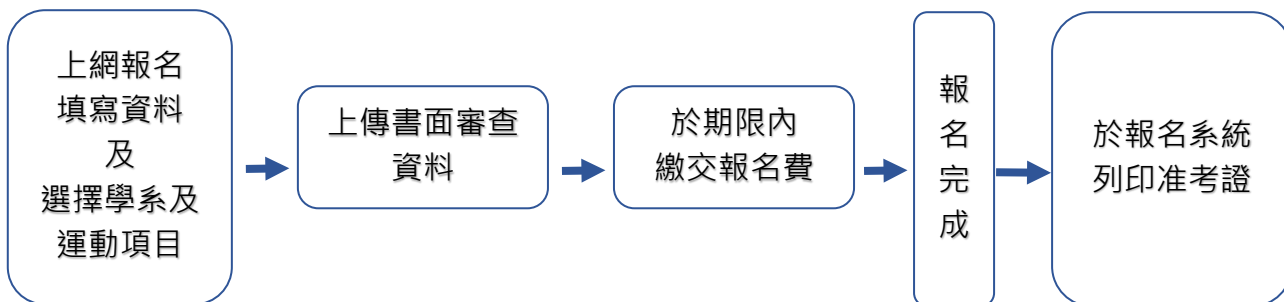 上網報名
填寫資料
及
選擇學系及
運動項目
上傳書面審查
資料
於期限內
繳交報名費
報
名
完
成
於報名系統
列印准考證